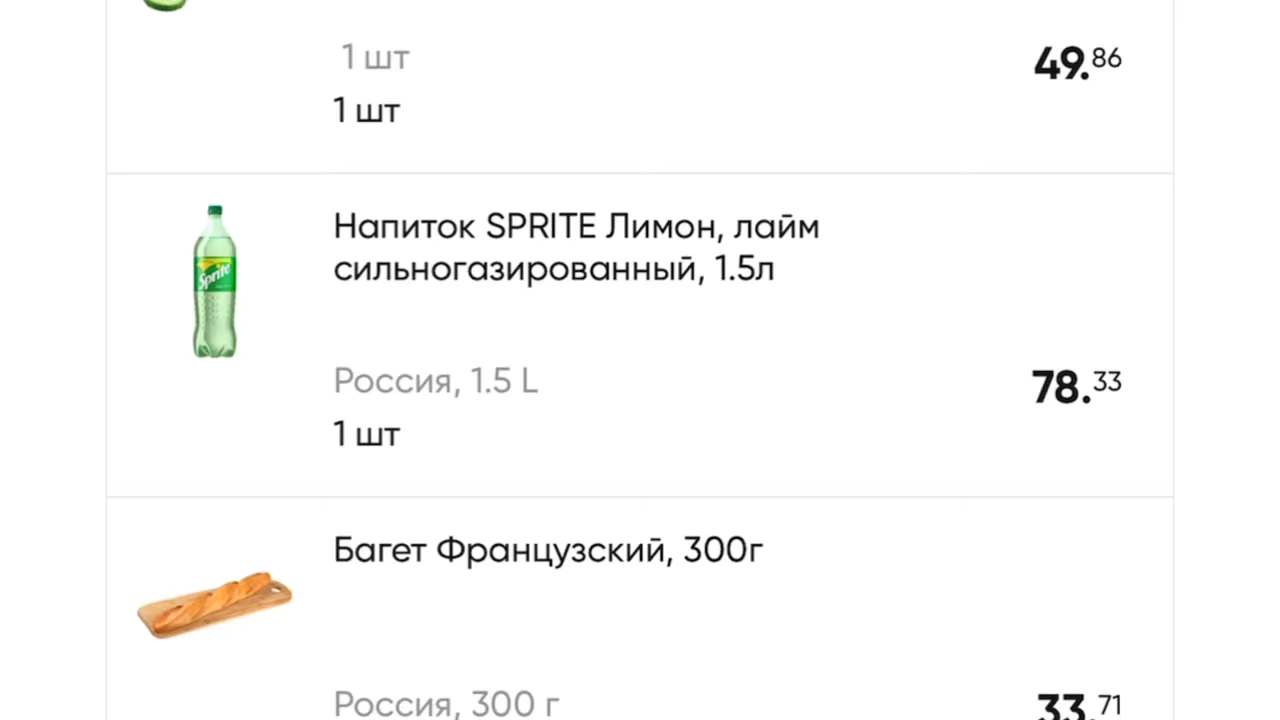 1 шт
49.86
1 шт
Напиток SPRITE Лимон, лайм
сильногазированный, 1.5л
Sprite
Россия, 1.5 L
78.33
1 шт
Багет Французский, 300г
Россия, 300 г
33.71